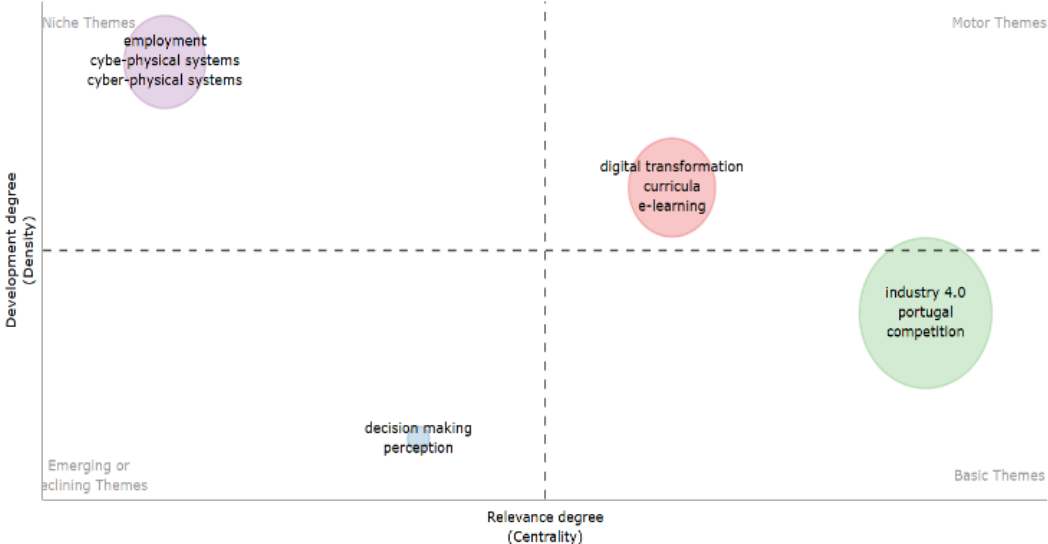 Niche Themes
Motor Themes
employment
cybe-physical systems
cyber-physical systems
digital transformation
curricula
e-learning
Development degree
(Density)
industry 4.0
portugal
competition
decision making
perception
Emerging or
eclining Themes
Basic Themes
Relevance degree
(Centrality)